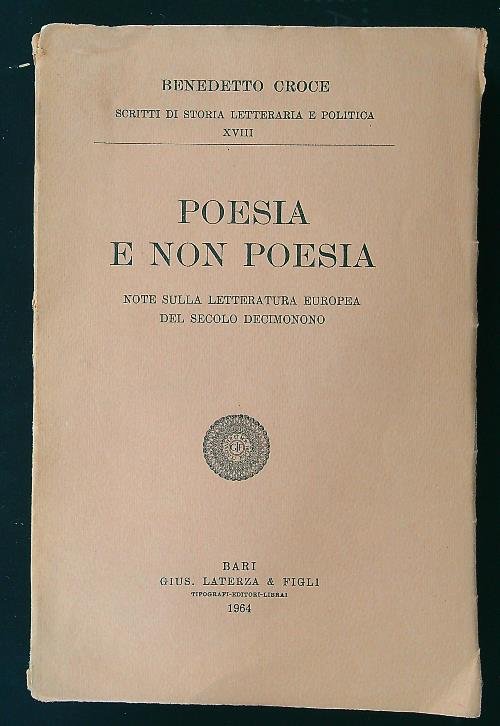 BENEDETTO CROCE
SCRITTI DI STORIA LETTERARIA E POLITICA
XVIII
POESIA
E NON POESIA
NOTE SULLA LETTERATURA EUROPEA
DEL SECOLO DECIMONONO
BARI
GIUS. LATERZA & FIGLI
TIPOGRAFI-EDITORI-LIBRAI
1964